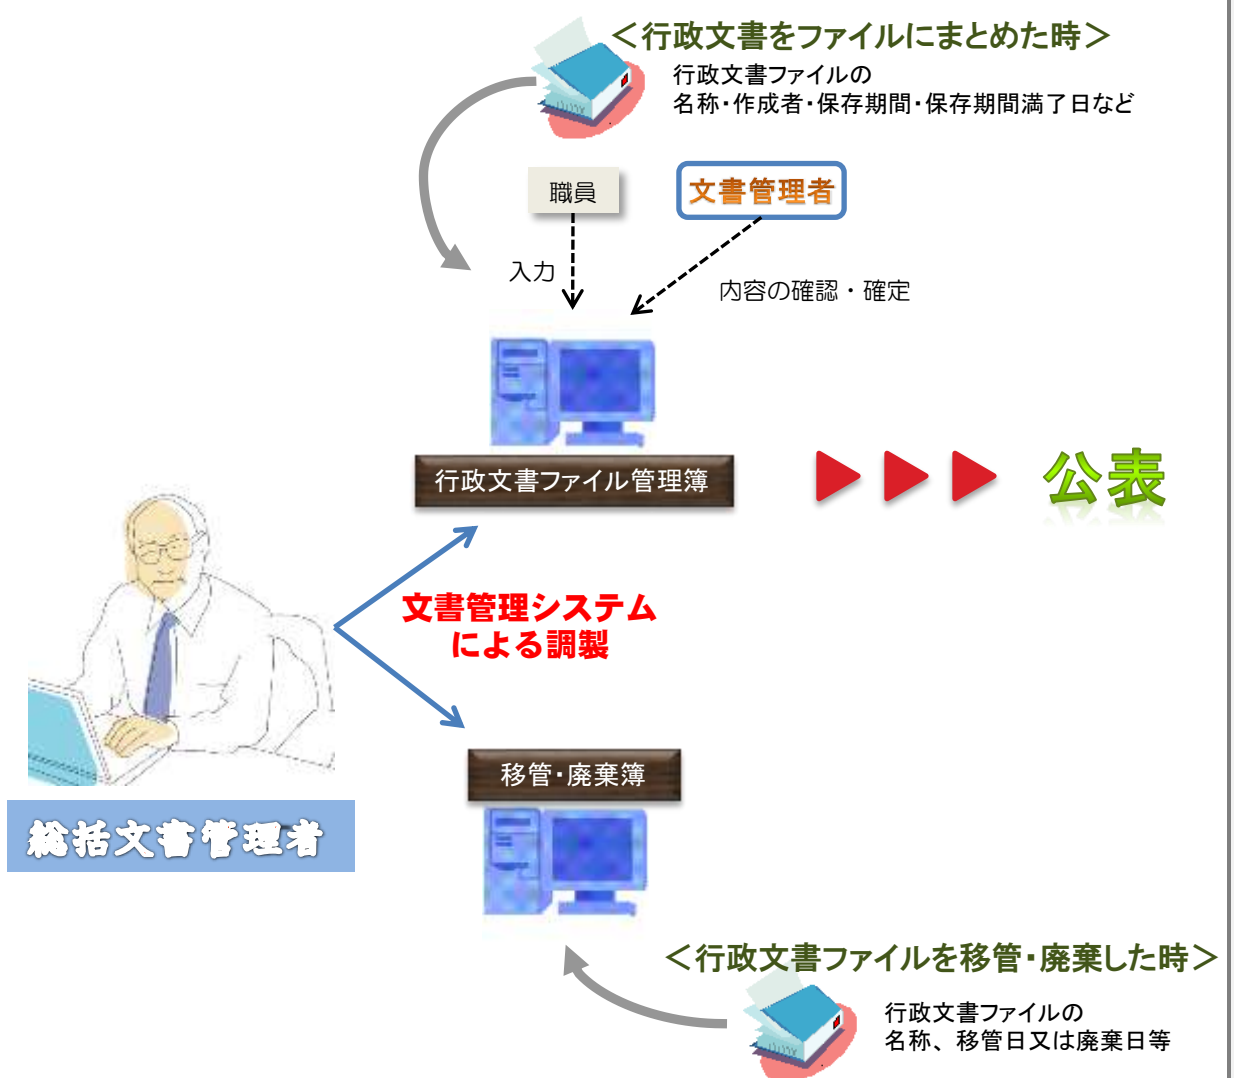 ＜行政文書をファイルにまとめた時＞
行政文書ファイルの
名称・作成者・保存期間・保存期間満了日など
職員
文書管理者
入力
内容の確認・確定
行政文書ファイル管理簿
公表
文書管理システム
による調製
移管・廃棄簿
総括文書管理者
＜行政文書ファイルを移管・廃棄した時＞
行政文書ファイルの
名称、移管日又は廃棄日等